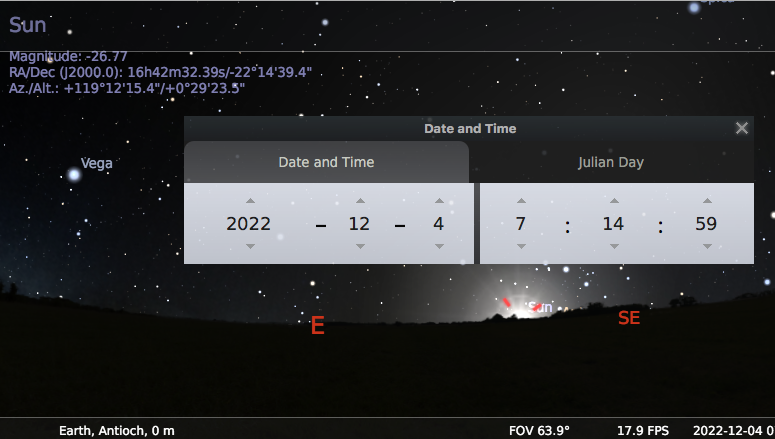 Sun
Magnitude: -26.77
RA/Dec (J2000.0): 16h42m32.39s/-22°14'39.4"
Az./Alt.: +119°12'15.4"/+0°29'23.5"
Date and Time
Vega
Date and Time Julian Day
2022 – 12 – 4 7 : 14 : 59
Sun
E SE
Earth, Antioch, 0 m FOV 63.9° 17.9 FPS 2022-12-04 0